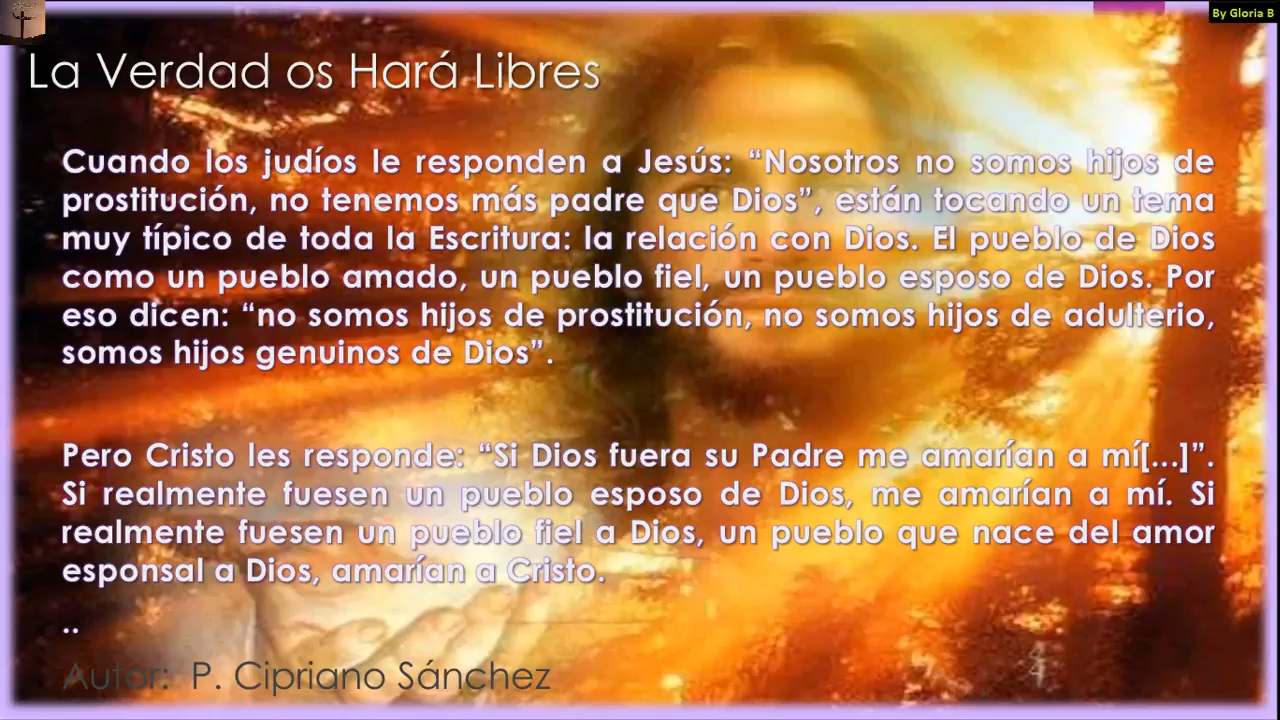 By Gloria B
La Verdad os Hará Libres
Cuando los judíos le responden a Jesús: “Nosotros no somos hijos de
prostitución, no tenemos más padre que Dios”, están tocando un tema
muy típico de toda la Escritura: la relación con Dios. El pueblo de Dios
como un pueblo amado, un pueblo fiel, un pueblo esposo de Dios. Por
eso dicen: “no somos hijos de prostitución, no somos hijos de adulterio,
somos hijos genuinos de Dios”.
Pero Cristo les responde: “Si Dios fuera su Padre me amarían a mí[...]”.
Si realmente fuesen un pueblo esposo de Dios, me amarían a mí. Si
realmente fuesen un pueblo fiel a Dios, un pueblo que nace del amor
esponsal a Dios, amarían a Cristo.
..
Autor: P. Cipriano Sánchez